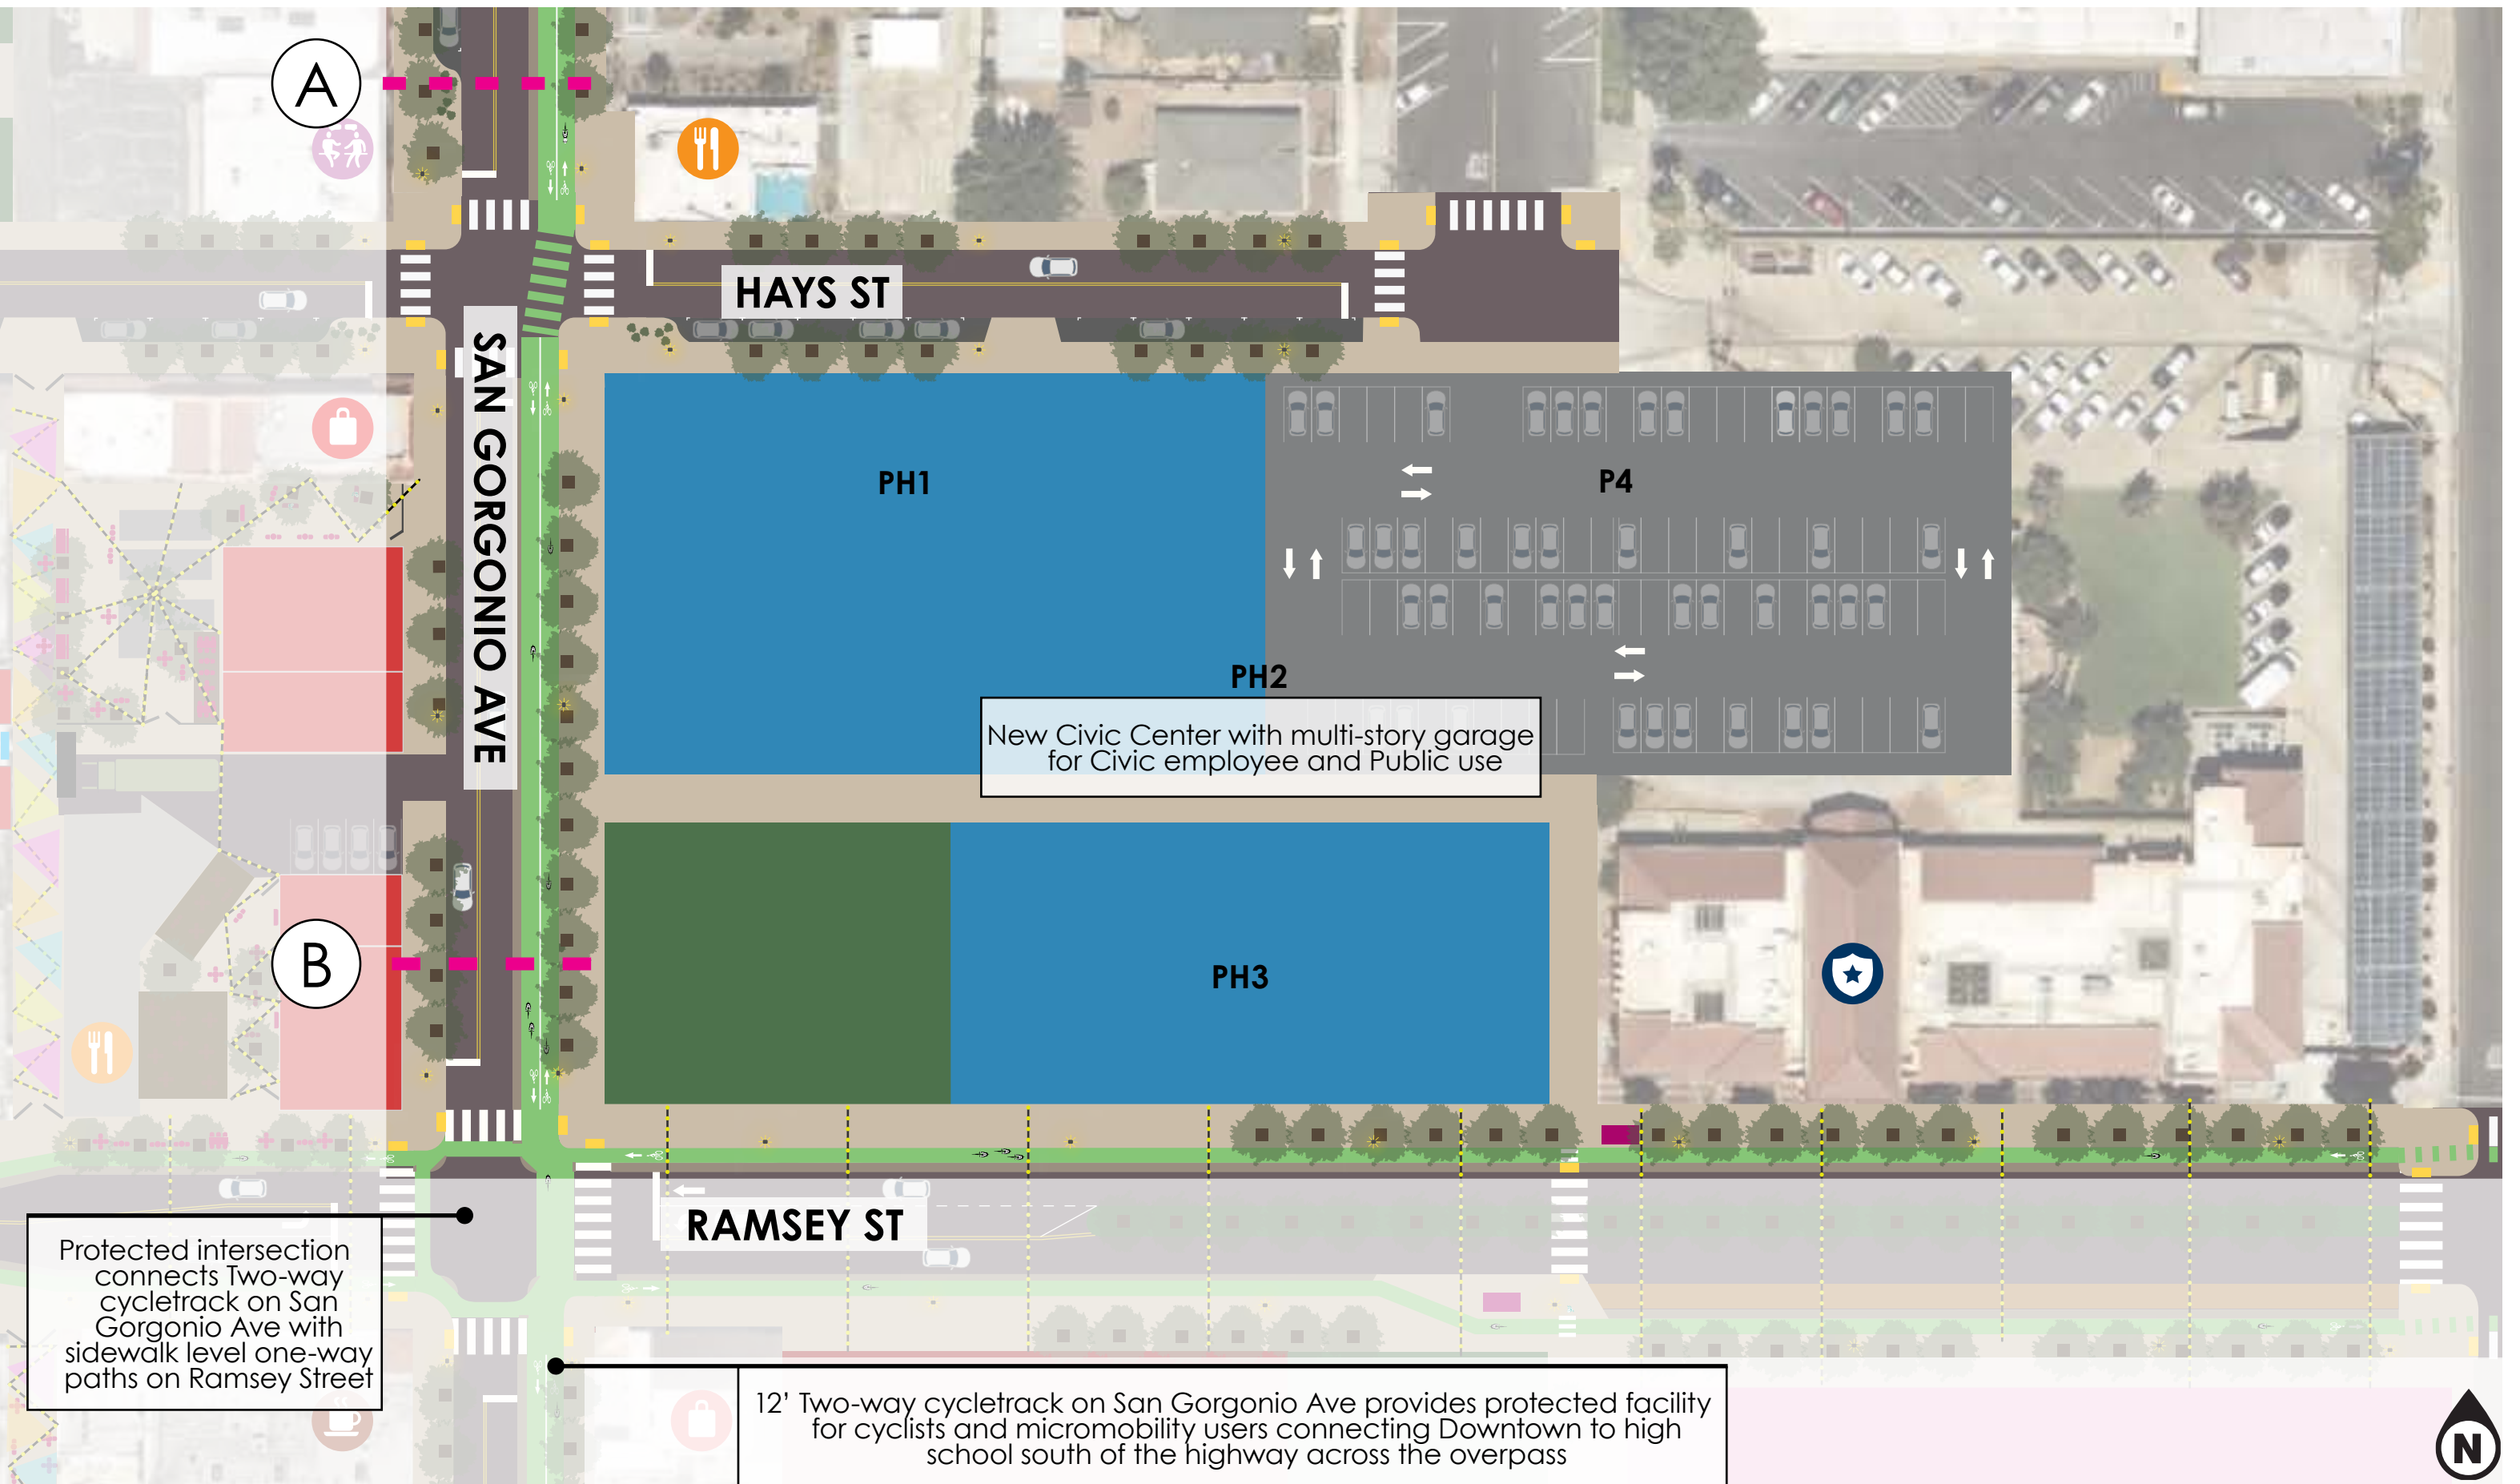 A
HAYS ST
SAN GORGONIO AVE
PH1
P4
PH2
New Civic Center with multi-story garage
for Civic employee and Public use
B
PH3
RAMSEY ST
Protected intersection
connects Two-way
cycletrack on San
Gorgonio Ave with
sidewalk level one-way
paths on Ramsey Street
12’ Two-way cycletrack on San Gorgonio Ave provides protected facility
for cyclists and micromobility users connecting Downtown to high
school south of the highway across the overpass
N